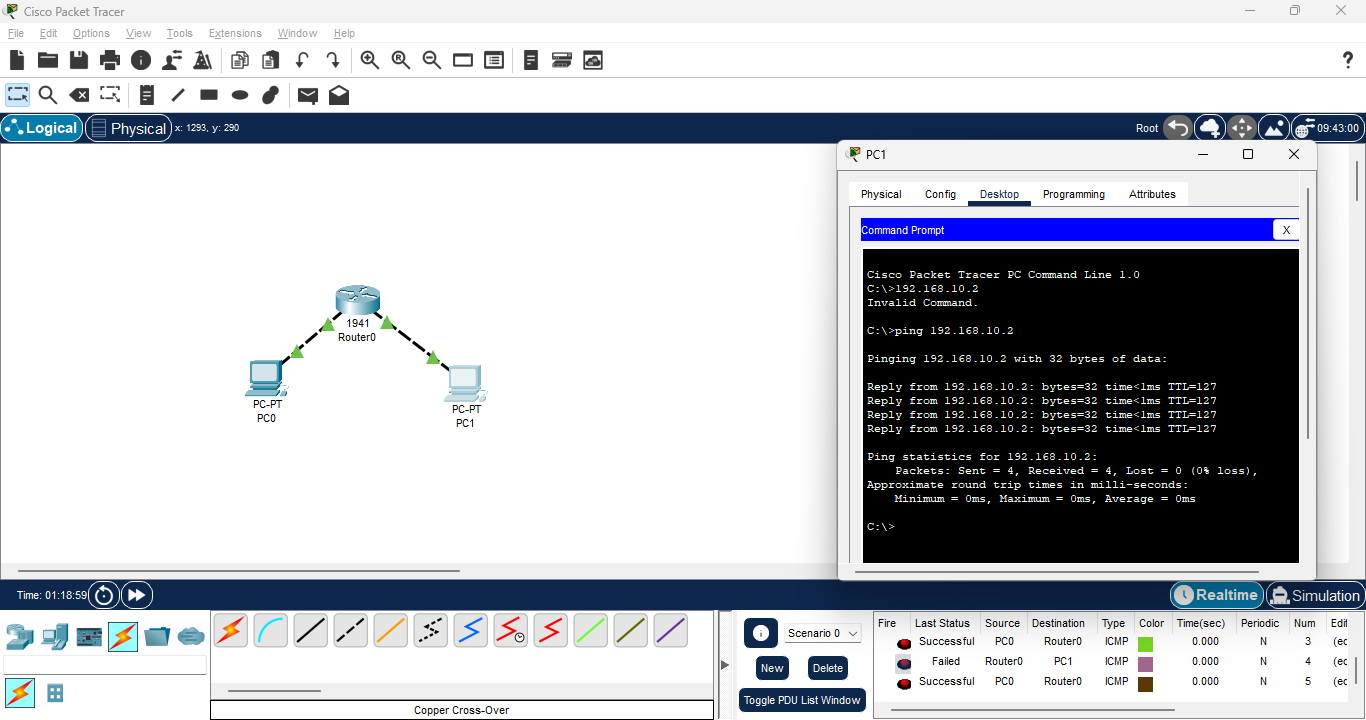 Cisco Packet Tracer
File Edit Options View Tools Extensions Window Help
Logical Physical x: 1293, y: 290 Root 09:43:00
PC1
Physical Config Desktop Programming Attributes
Command Prompt X
Cisco Packet Tracer PC Command Line 1.0
C:\>192.168.10.2
Invalid Command.
C:\>ping 192.168.10.2
Pinging 192.168.10.2 with 32 bytes of data:
Reply from 192.168.10.2: bytes=32 time<1ms TTL=127
Reply from 192.168.10.2: bytes=32 time<1ms TTL=127
Reply from 192.168.10.2: bytes=32 time<1ms TTL=127
Reply from 192.168.10.2: bytes=32 time<1ms TTL=127
Ping statistics for 192.168.10.2:
Packets: Sent = 4, Received = 4, Lost = 0 (0% loss),
Approximate round trip times in milli-seconds:
Minimum = 0ms, Maximum = 0ms, Average = 0ms
C:\>
1941
Router0
PC-PT
PC0
PC-PT
PC1
Time: 01:18:59 Realtime Simulation
Copper Cross-Over
Scenario 0
New Delete
Toggle PDU List Window
Fire Last Status Source Destination Type Color Time(sec) Periodic Num Edit
Successful PC0 Router0 ICMP 0.000 N 3 (ec
Failed Router0 PC1 ICMP 0.000 N 4 (ec
Successful PC0 Router0 ICMP 0.000 N 5 (ec